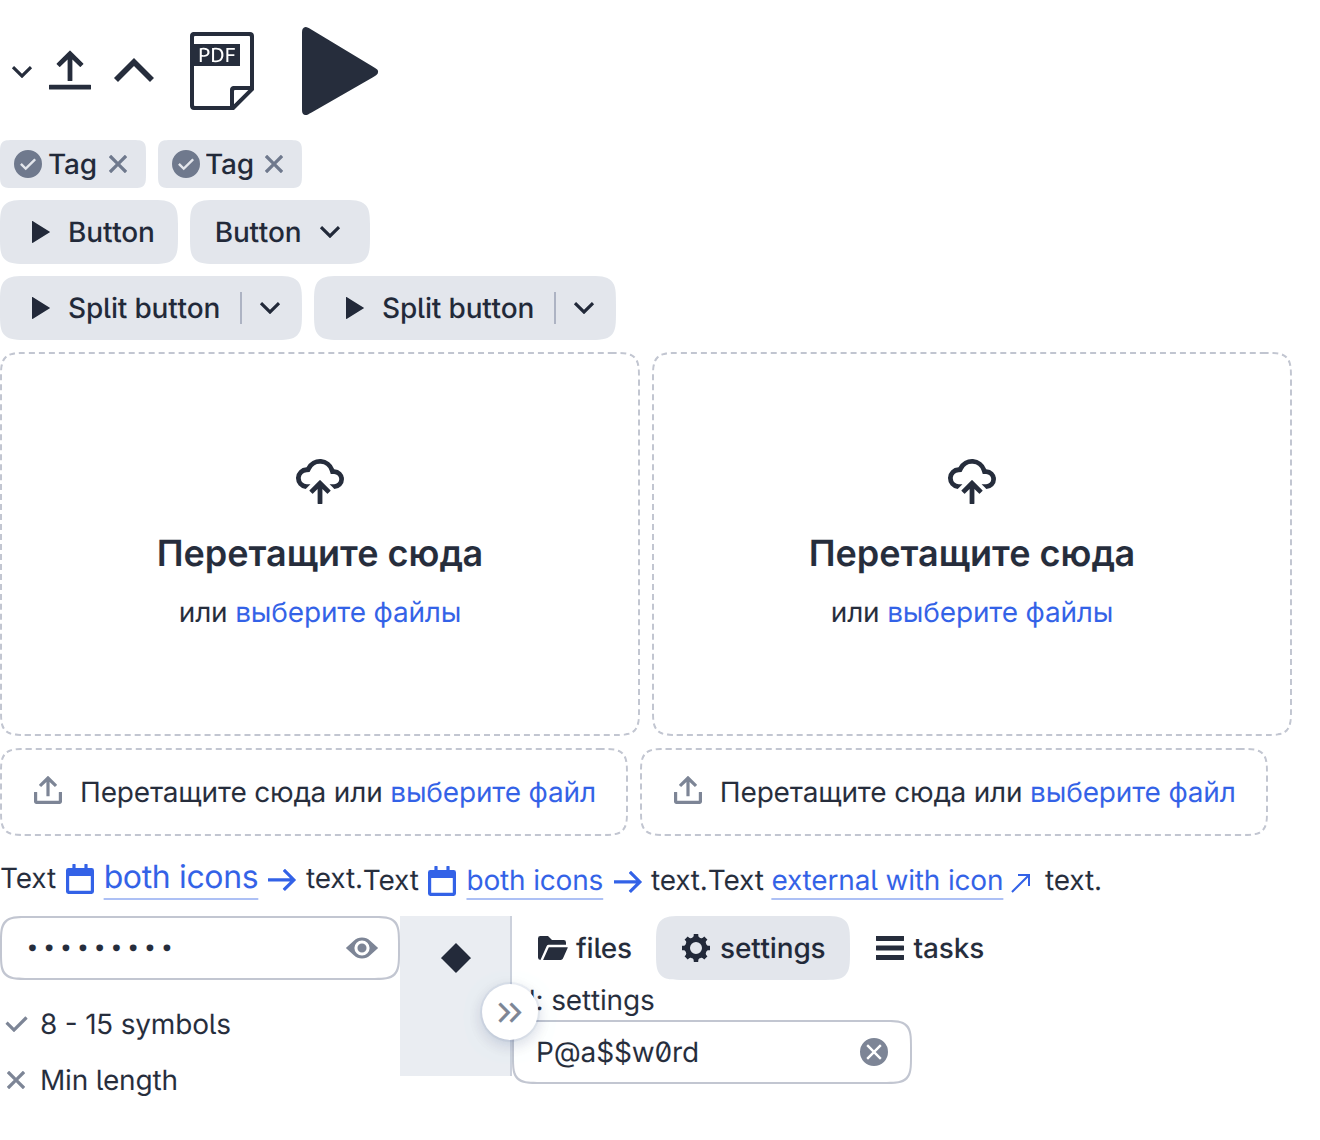 PDF
Tag Tag
Button Button
Split button Split button
Перетащите сюда Перетащите сюда
или выберите файлы или выберите файлы
Перетащите сюда или выберите файл Перетащите сюда или выберите файл
Text both icons text.Text both icons text.Text external with icon text.
files settings tasks
: settings
8 - 15 symbols
P@a$$w0rd
Min length